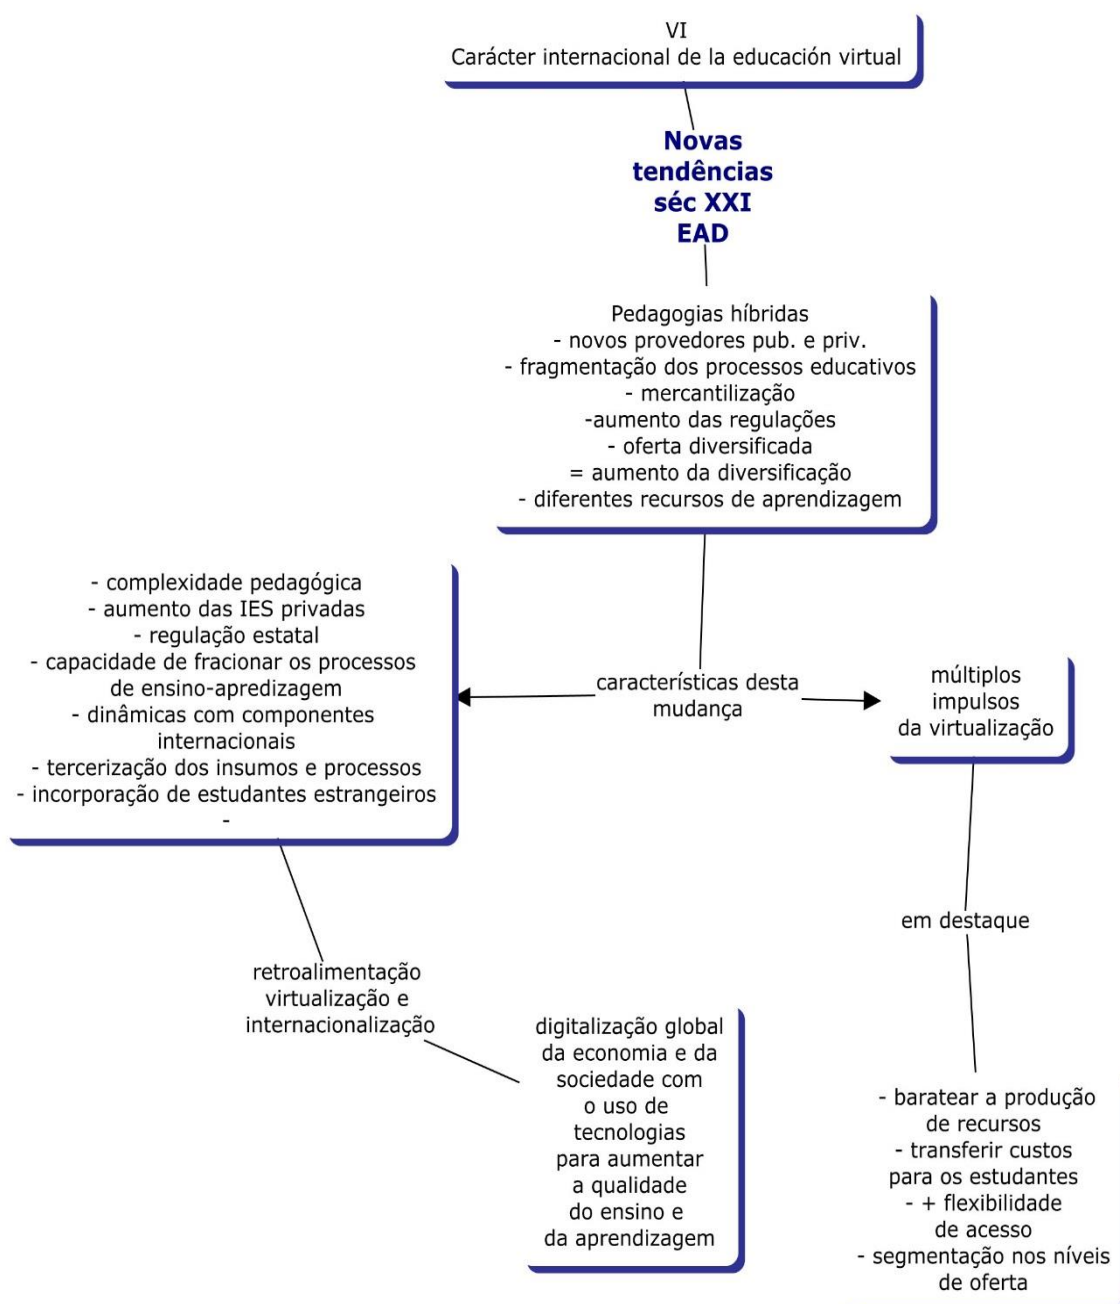 VI
Carácter internacional de la educación virtual
Novas
tendências
séc XXI
EAD
Pedagogias híbridas
- novos provedores pub. e priv.
- fragmentação dos processos educativos
- mercantilização
-aumento das regulações
- oferta diversificada
= aumento da diversificação
- diferentes recursos de aprendizagem
características desta
mudança
- complexidade pedagógica
- aumento das IES privadas
- regulação estatal
- capacidade de fracionar os processos
de ensino-apredizagem
- dinâmicas com componentes
internacionais
- tercerização dos insumos e processos
- incorporação de estudantes estrangeiros
-
retroalimentação
virtualização e
internacionalização
digitalização global
da economia e da
sociedade com
o uso de
tecnologias
para aumentar
a qualidade
do ensino e
da aprendizagem
múltiplos
impulsos
da virtualização
em destaque
- baratear a produção
de recursos
- transferir custos
para os estudantes
- + flexibilidade
de acesso
- segmentação nos níveis
de oferta